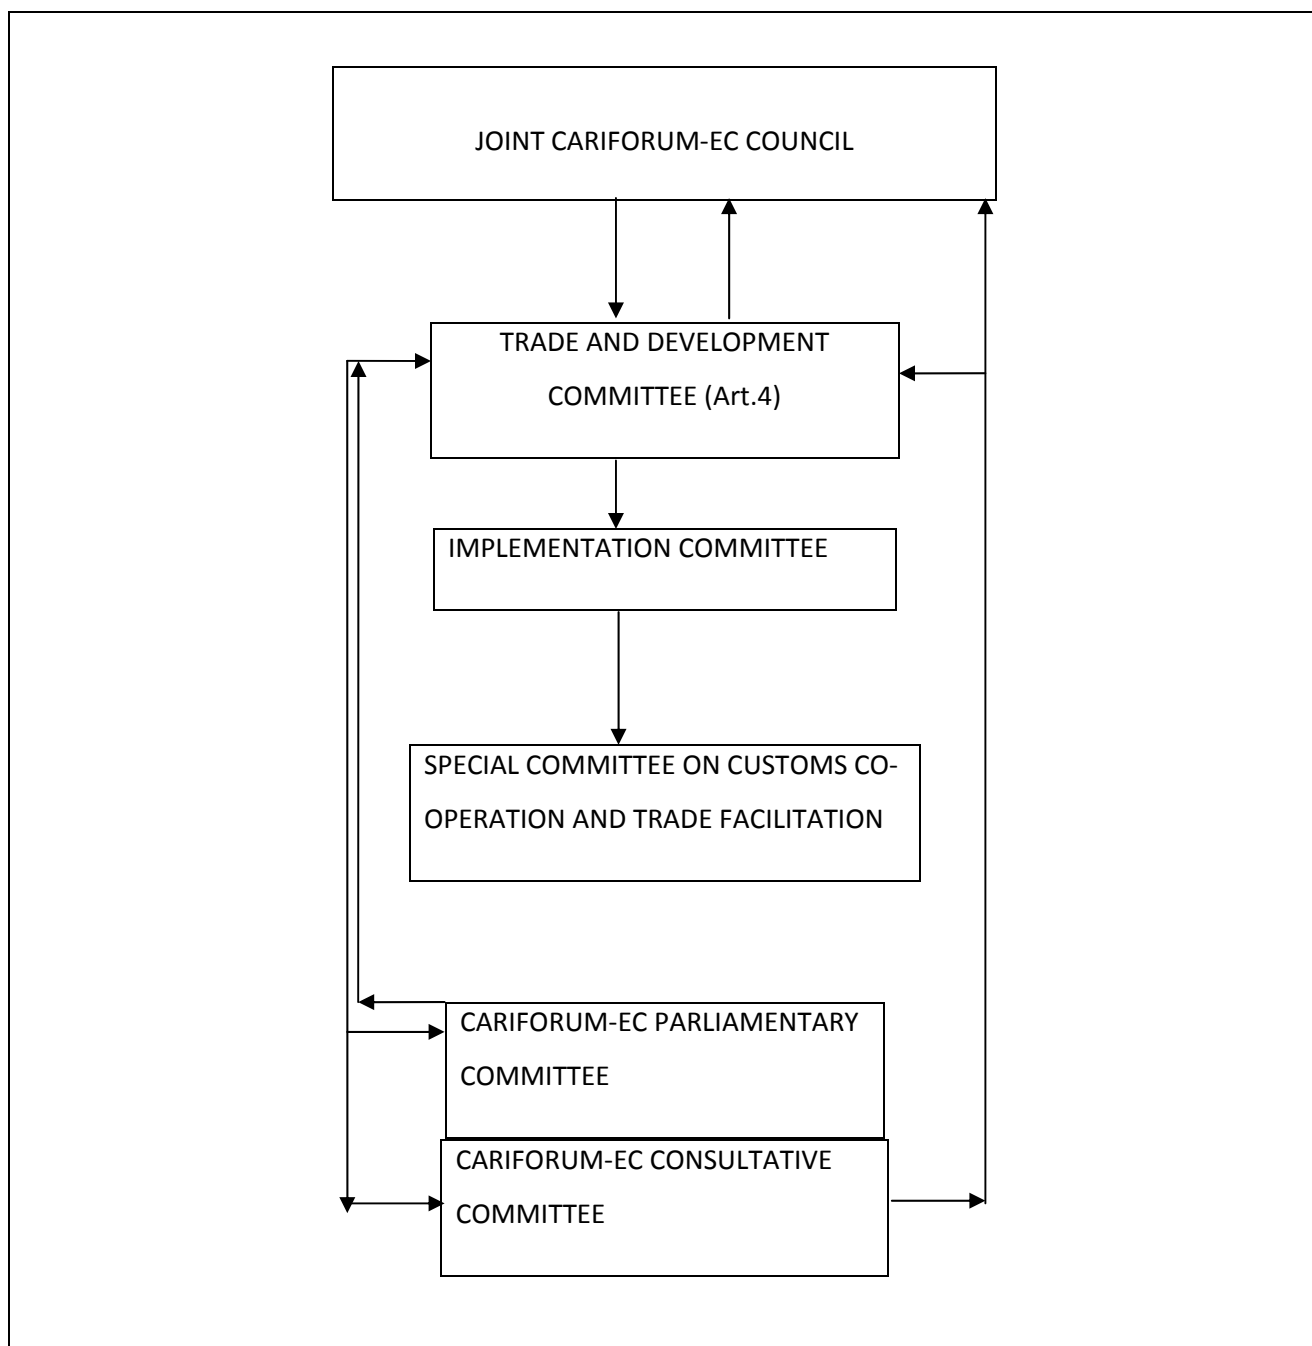 JOINT CARIFORUM-EC COUNCIL
TRADE AND DEVELOPMENT
COMMITTEE (Art.4)
IMPLEMENTATION COMMITTEE
SPECIAL COMMITTEE ON CUSTOMS CO-
OPERATION AND TRADE FACILITATION
CARIFORUM-EC PARLIAMENTARY
COMMITTEE
CARIFORUM-EC CONSULTATIVE
COMMITTEE